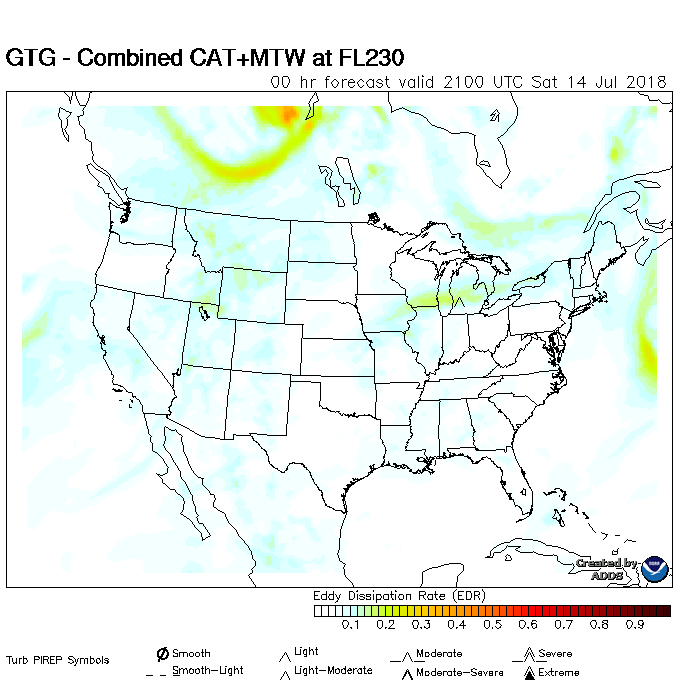 GTG - Combined CAT+MTW at FL230
00 hr forecast valid 2100 UTC Sat 14 Jul 2018
Created by
ADDS
Eddy Dissipation Rate (EDR)
0.1 0.2 0.3 0.4 0.5 0.6 0.7 0.8 0.9
Turb PIREP Symbols
Smooth Light Moderate Severe
Smooth-Light Light-Moderate Moderate-Severe Extreme